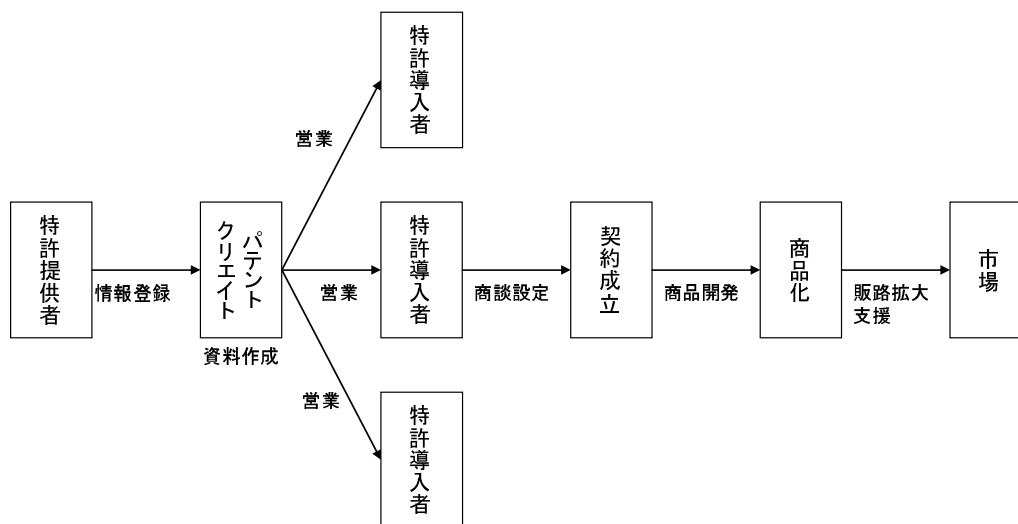 特許導入者
営業
特許提供者
情報登録
パテント
クリエイト
資料作成
営業
特許導入者
商談設定
契約成立
商品開発
商品化
販路拡大
支援
市場
営業
特許導入者